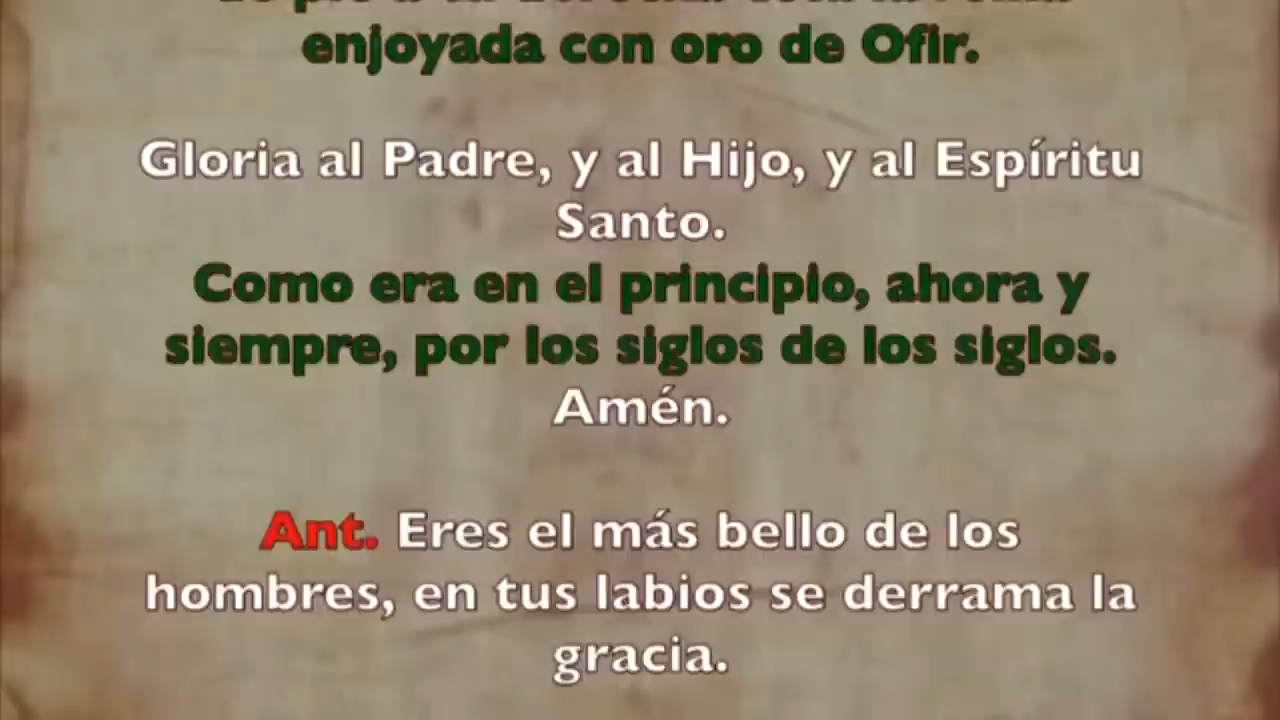 enjoyada con oro de Ofir.
Gloria al Padre, y al Hijo, y al Espíritu
Santo.
Como era en el principio, ahora y
siempre, por los siglos de los siglos.
Amén.
Ant. Eres el más bello de los
hombres, en tus labios se derrama la
gracia.